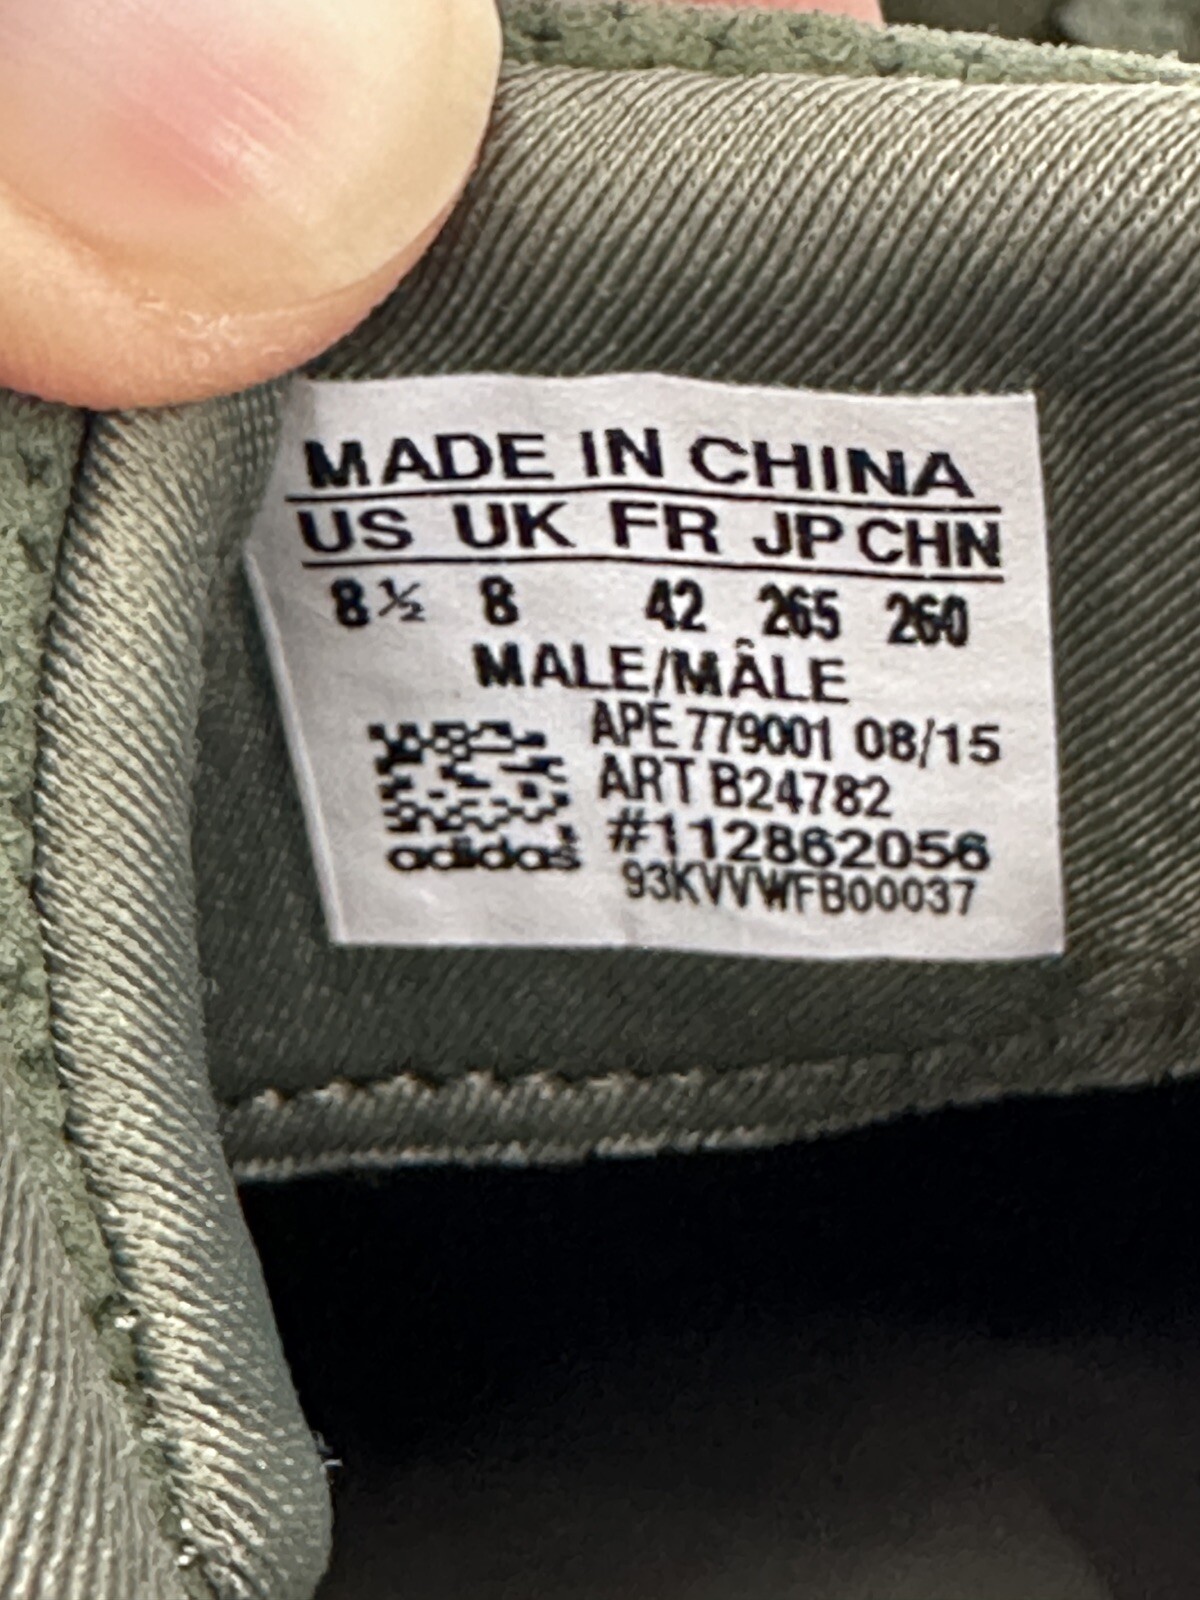 MADE IN CHINA
US UK FR JP CHN
8½ 8 42 265 260
MALE/MÂLE
APE 779001 08/15
ART B24782
#112862056
93KVVWFB00037
adidas